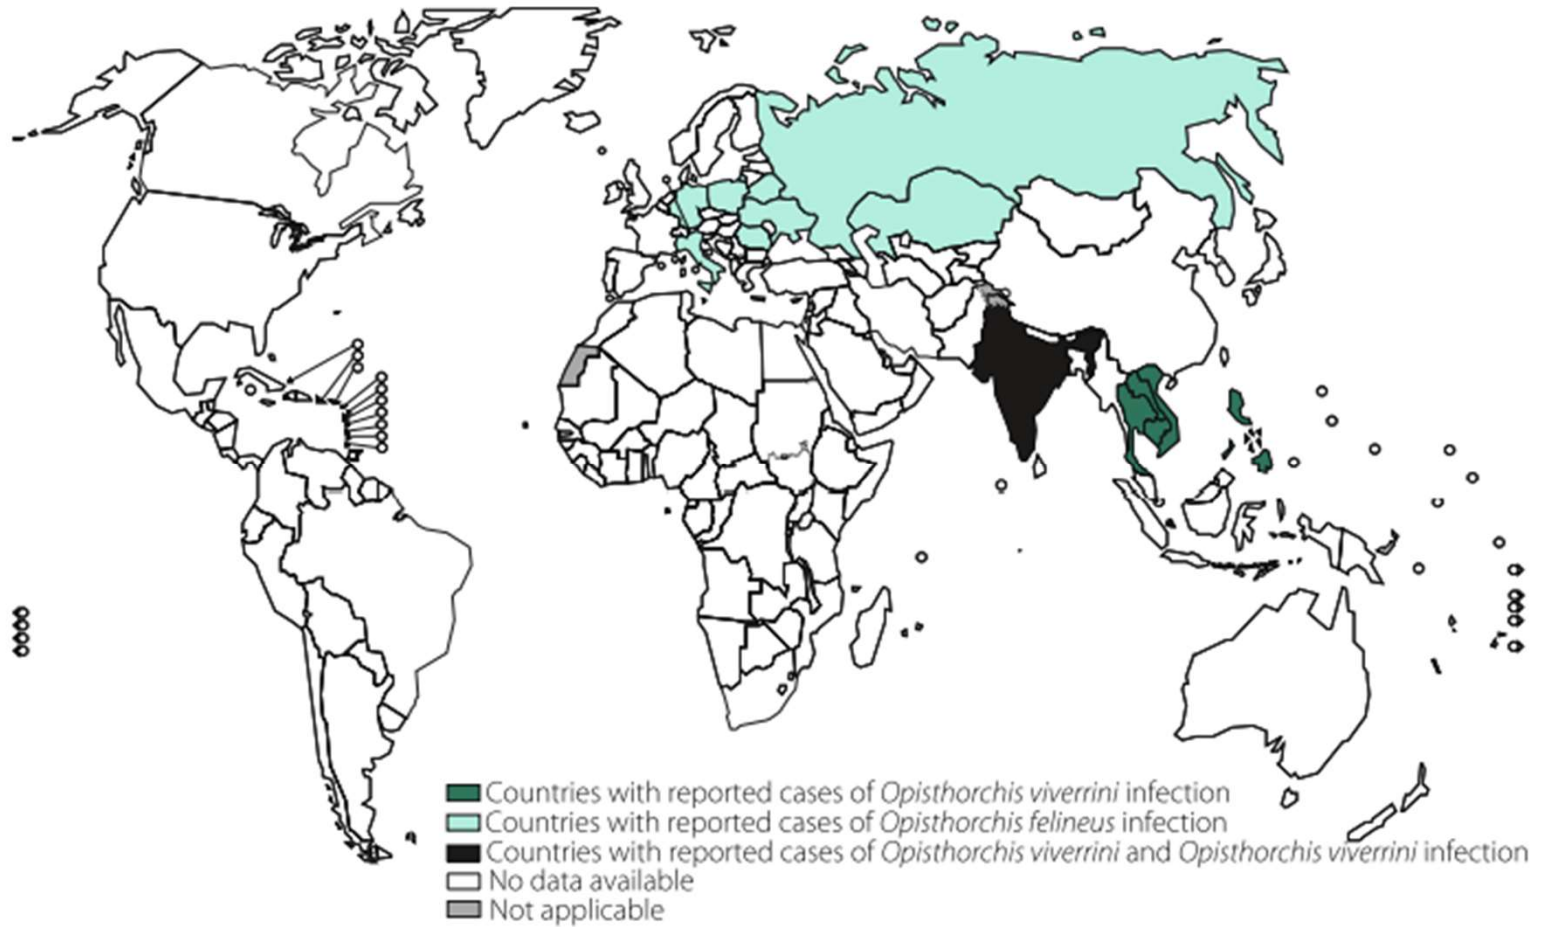 Countries with reported cases of Opisthorchis viverrini infection
Countries with reported cases of Opisthorchis felineus infection
Countries with reported cases of Opisthorchis viverrini and Opisthorchis viverrini infection
No data available
Not applicable